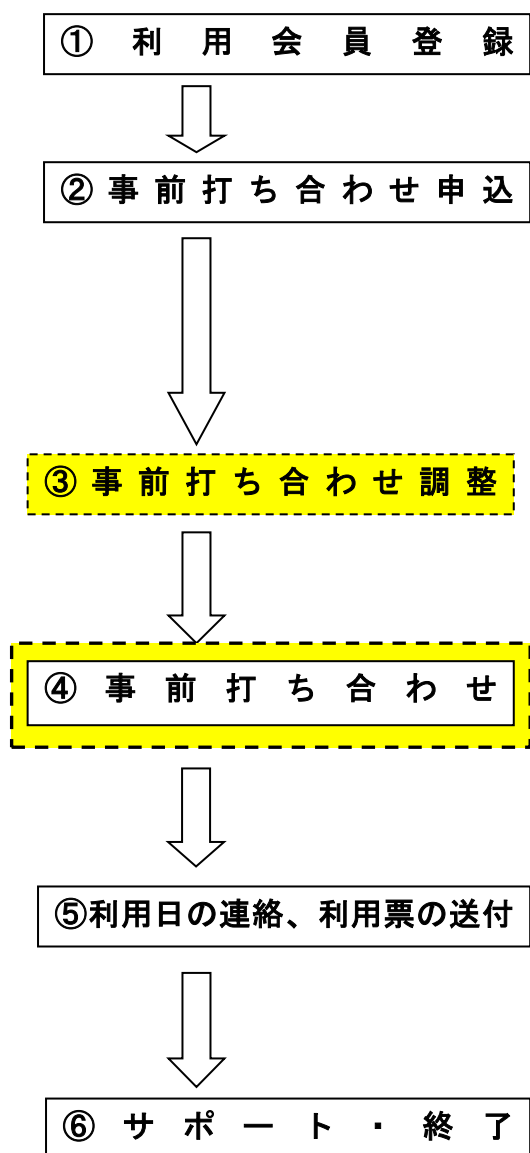 ①利用会員登録
②事前打ち合わせ申込
③事前打ち合わせ調整
④事前打ち合わせ
⑤利用日の連絡、利用票の送付
⑥サポート・終了